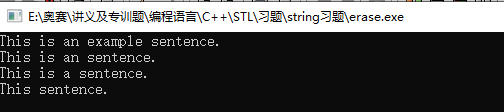 E:\奥赛\讲义及专训题\编程语言\C++\STL\习题\string习题\erase.exe
This is an example sentence.
This is an sentence.
This is a sentence.
This sentence.